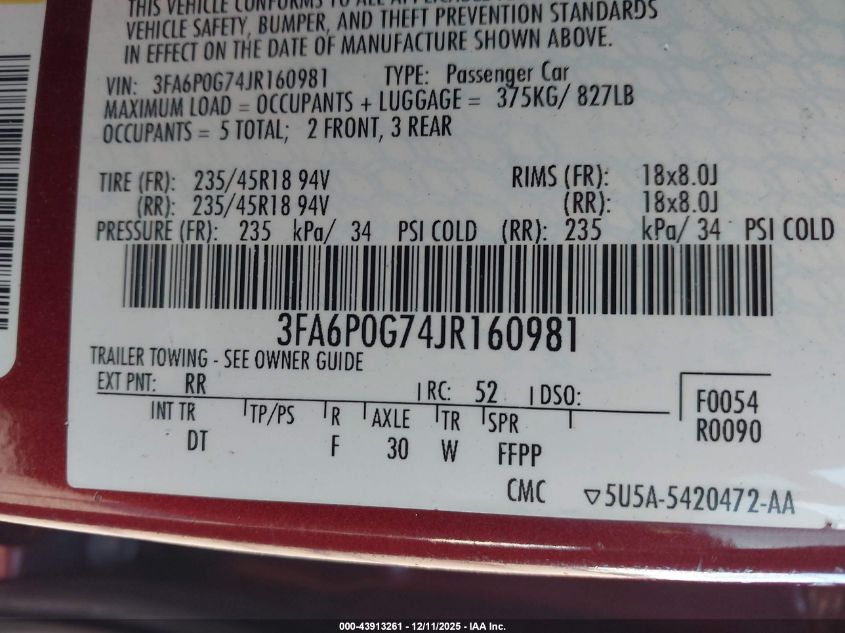 THIS VEHICLE CONFORMS TO ALL APPLICABLE
VEHICLE SAFETY, BUMPER, AND THEFT PREVENTION STANDARDS
IN EFFECT ON THE DATE OF MANUFACTURE SHOWN ABOVE.
VIN: 3FA6P0G74JR160981 TYPE: Passenger Car
MAXIMUM LOAD = OCCUPANTS + LUGGAGE = 375KG/ 827LB
OCCUPANTS = 5 TOTAL; 2 FRONT, 3 REAR
TIRE (FR): 235/45R18 94V RIMS (FR): 18x8.0J
(RR): 235/45R18 94V (RR): 18x8.0J
PRESSURE (FR): 235 kPa/ 34 PSI COLD (RR): 235 kPa/ 34 PSI COLD
3FA6P0G74JR160981
TRAILER TOWING - SEE OWNER GUIDE
EXT PNT: RR RC: 52 DSO:
INT TR TP/PS R AXLE TR SPR
DT F 30 W FFPP
F0054
R0090
CMC ▽5U5A-5420472-AA
000-43913261 - 12/11/2025 - IAA Inc.